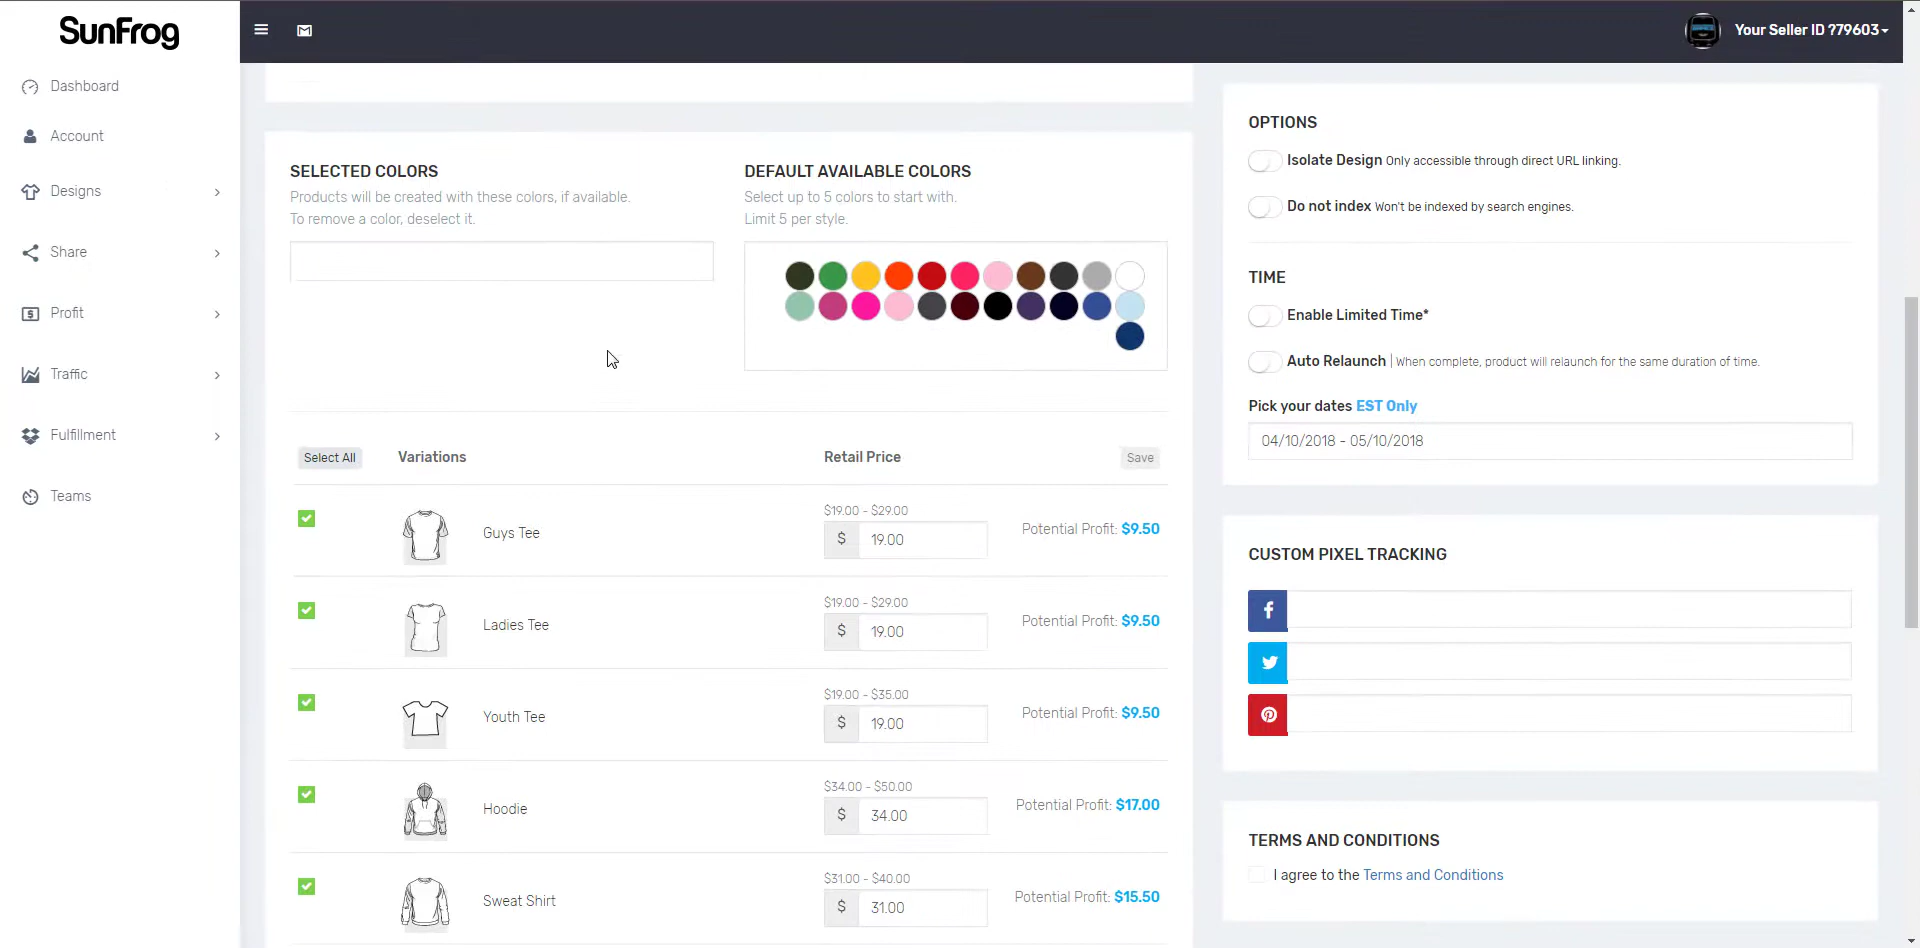 SunFrog
Your Seller ID 779603
Dashboard
Account
Designs
Share
Profit
Traffic
Fulfillment
Teams
SELECTED COLORS
Products will be created with these colors, if available.
To remove a color, deselect it.
DEFAULT AVAILABLE COLORS
Select up to 5 colors to start with.
Limit 5 per style.
Select All Variations Retail Price Save
$19.00 - $29.00
Guys Tee $ 19.00 Potential Profit: $9.50
$19.00 - $29.00
Ladies Tee $ 19.00 Potential Profit: $9.50
$19.00 - $35.00
Youth Tee $ 19.00 Potential Profit: $9.50
$34.00 - $50.00
Hoodie $ 34.00 Potential Profit: $17.00
$31.00 - $40.00
Sweat Shirt $ 31.00 Potential Profit: $15.50
OPTIONS
Isolate Design Only accessible through direct URL linking.
Do not index Won't be indexed by search engines.
TIME
Enable Limited Time*
Auto Relaunch | When complete, product will relaunch for the same duration of time.
Pick your dates EST Only
04/10/2018 - 05/10/2018
CUSTOM PIXEL TRACKING
TERMS AND CONDITIONS
I agree to the Terms and Conditions